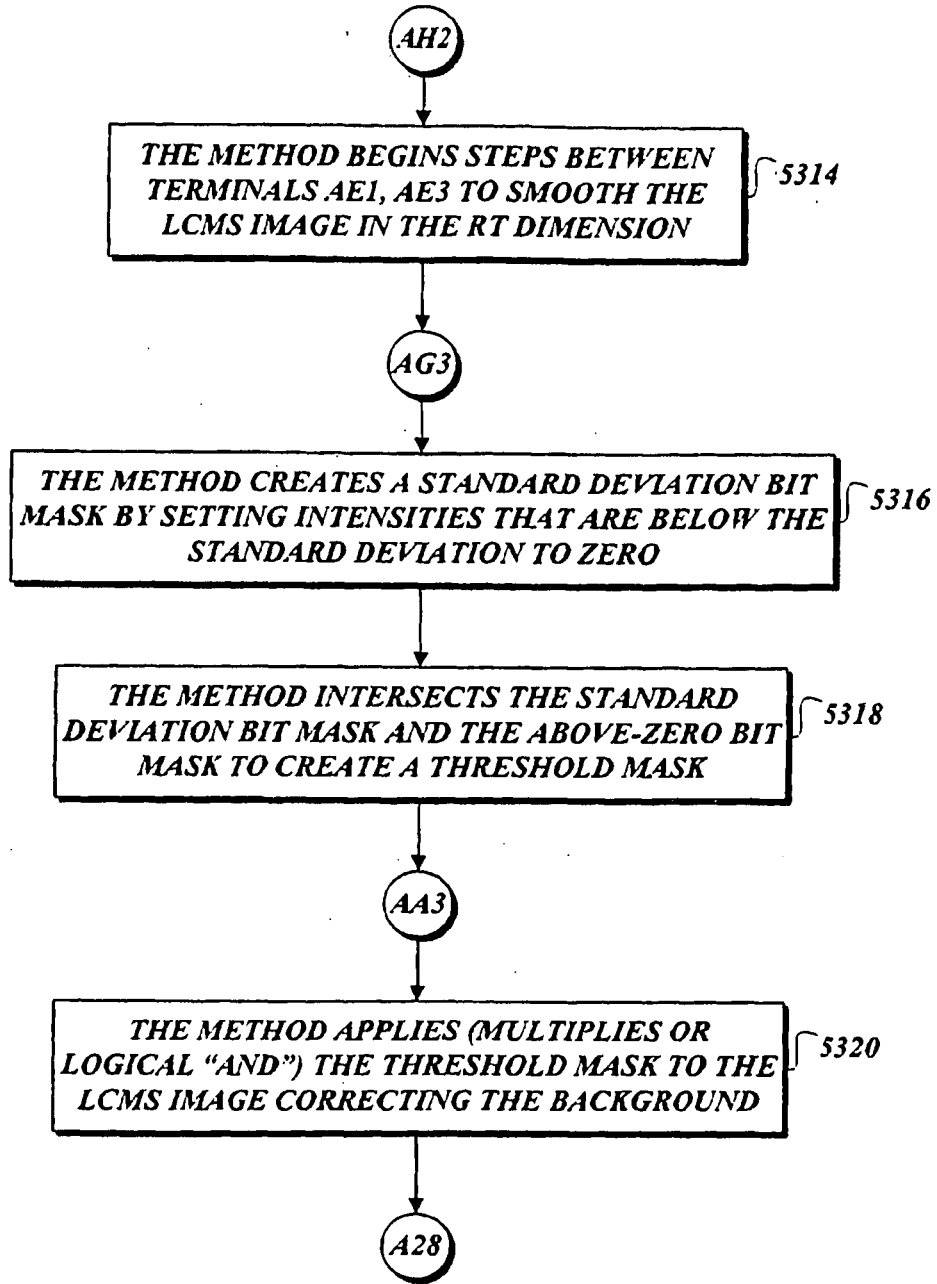 AH2
THE METHOD BEGINS STEPS BETWEEN
TERMINALS AE1, AE3 TO SMOOTH THE
LCMS IMAGE IN THE RT DIMENSION
5314
AG3
THE METHOD CREATES A STANDARD DEVIATION BIT
MASK BY SETTING INTENSITIES THAT ARE BELOW THE
STANDARD DEVIATION TO ZERO
5316
THE METHOD INTERSECTS THE STANDARD
DEVIATION BIT MASK AND THE ABOVE-ZERO BIT
MASK TO CREATE A THRESHOLD MASK
5318
AA3
THE METHOD APPLIES (MULTIPLIES OR
LOGICAL “AND”) THE THRESHOLD MASK TO THE
LCMS IMAGE CORRECTING THE BACKGROUND
5320
A28